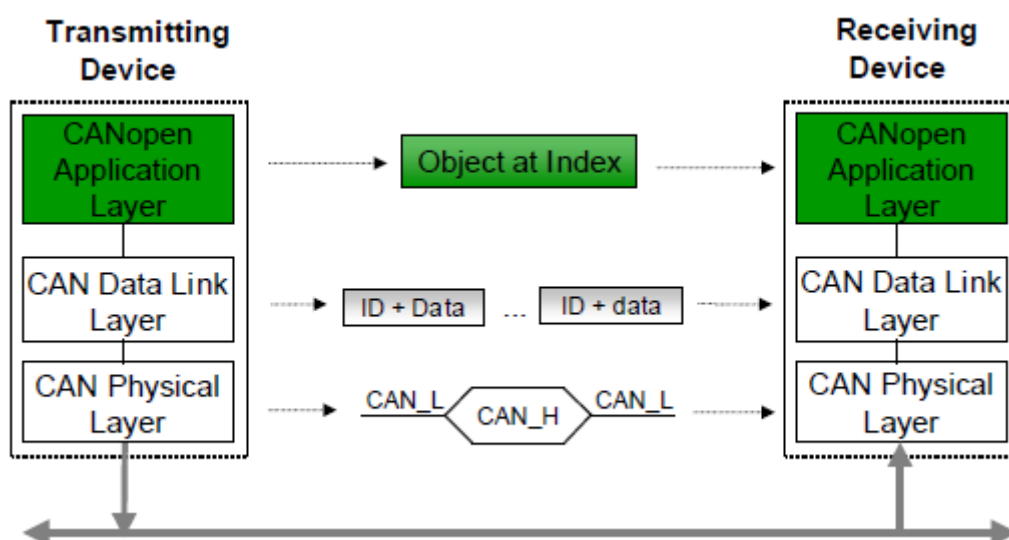 Transmitting
Device
Receiving
Device
CANopen
Application
Layer
Object at Index
CANopen
Application
Layer
CAN Data Link
Layer
ID + Data
...
ID + data
CAN Data Link
Layer
CAN Physical
Layer
CAN_L
CAN_H
CAN_L
CAN Physical
Layer